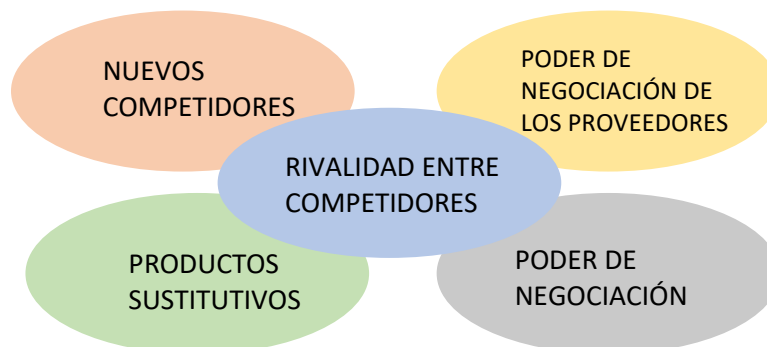 NUEVOS
COMPETIDORES
PODER DE
NEGOCIACIÓN DE
LOS PROVEEDORES
RIVALIDAD ENTRE
COMPETIDORES
PRODUCTOS
SUSTITUTIVOS
PODER DE
NEGOCIACIÓN